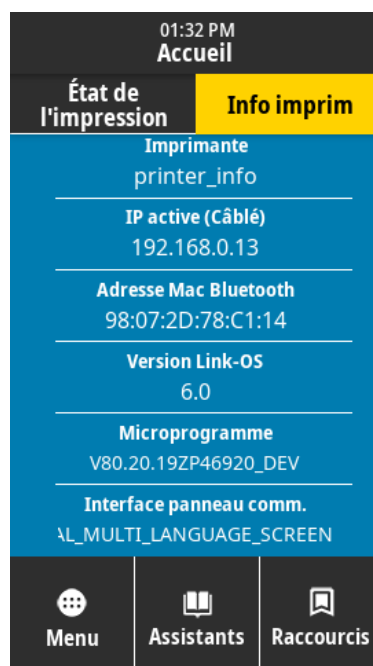 01:32 PM
Accueil
État de
l'impression
Info imprim
Imprimante
printer_info
IP active (Câblé)
192.168.0.13
Adresse Mac Bluetooth
98:07:2D:78:C1:14
Version Link-OS
6.0
Microprogramme
V80.20.19ZP46920_DEV
Interface panneau comm.
AL_MULTI_LANGUAGE_SCREEN
Menu
Assistants
Raccourcis